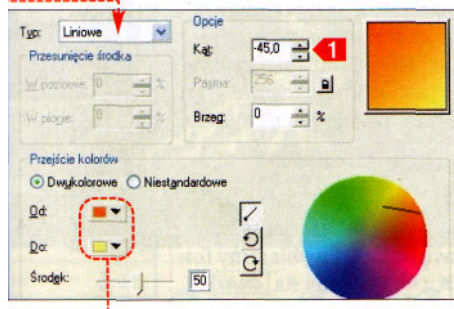 Typ: Liniowe
Opcje
Przesunięcie środka
Kąt: -45,0 1
W poziomie: 0 %
Pasma: 256
W pionie: 0 %
Brzeg: 0 %
Przejście kolorów
Dwukolorowe Niestandardowe
Od:
Do:
Środek: 50